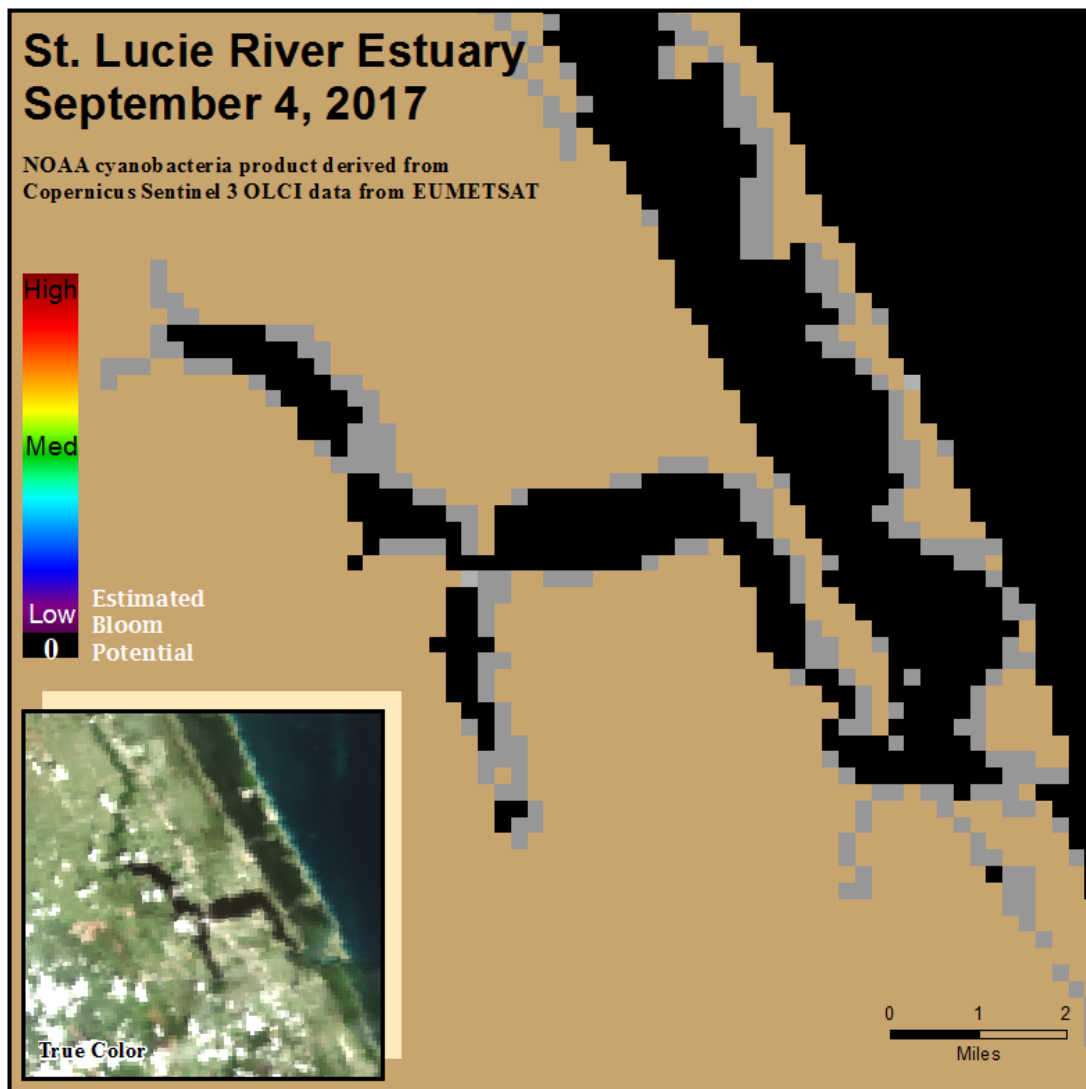 St. Lucie River Estuary
September 4, 2017
NOAA cyanobacteria product derived from
Copernicus Sentinel 3 OLCI data from EUMETSAT
High
Med
Low
0
Estimated
Bloom
Potential
True Color
0 1 2
Miles